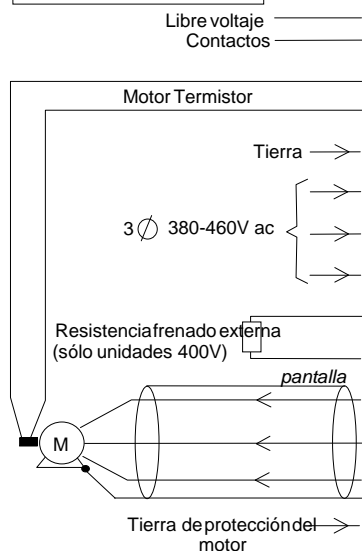 Libre voltaje
Contactos
Motor Termistor
Tierra
3 ∅ 380-460V ac
Resistencia frenado externa
(sólo unidades 400V)
pantalla
M
Tierra de protección del
motor